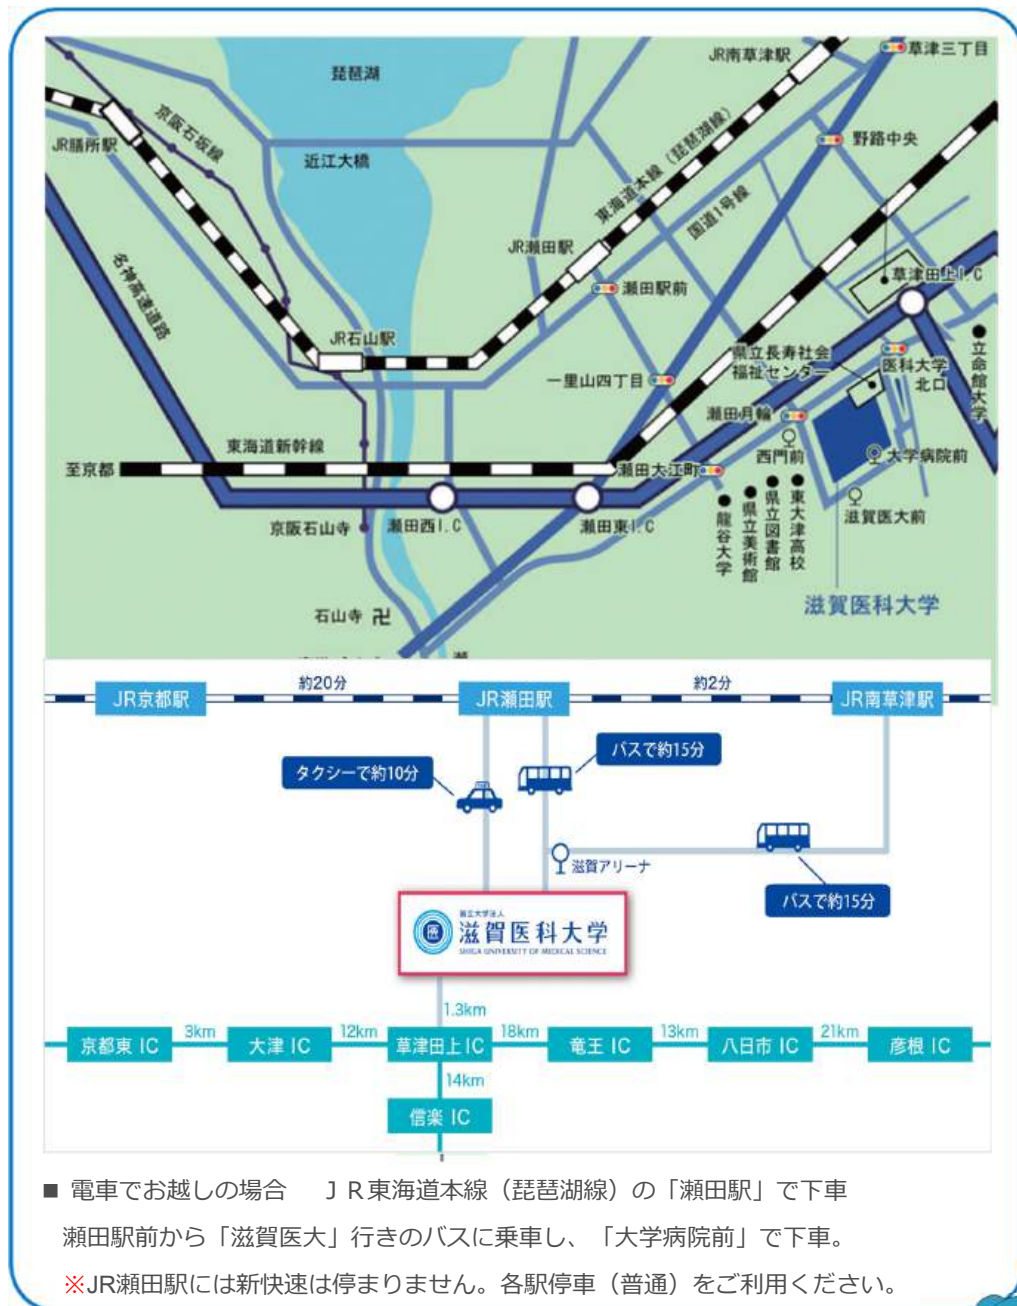 琵琶湖
JR南草津駅
草津三丁目
京阪石坂線
JR膳所駅
近江大橋
東海道本線（琵琶湖線）
野路中央
国道1号線
JR瀬田駅
名神高速道路
瀬田駅前
草津田上I.C
JR石山駅
県立長寿社会
福祉センター
医科大学
北口
立命館大学
一里山四丁目
瀬田月輪
東海道新幹線
至京都
瀬田大江町
西門前
大学病院前
京阪石山寺
瀬田西I.C
瀬田東I.C
龍谷大学
県立美術館
県立図書館
東大津高校
滋賀医大前
滋賀医科大学
石山寺 卍
JR京都駅
約20分
JR瀬田駅
約2分
JR南草津駅
タクシーで約10分
バスで約15分
滋賀アリーナ
バスで約15分
国立大学法人
滋賀医科大学
SHIGA UNIVERSITY OF MEDICAL SCIENCE
1.3km
京都東 IC
3km
大津 IC
12km
草津田上 IC
18km
竜王 IC
13km
八日市 IC
21km
彦根 IC
14km
信楽 IC
■ 電車でお越しの場合　ＪＲ東海道本線（琵琶湖線）の「瀬田駅」で下車
瀬田駅前から「滋賀医大」行きのバスに乗車し、「大学病院前」で下車。
※JR瀬田駅には新快速は停まりません。各駅停車（普通）をご利用ください。